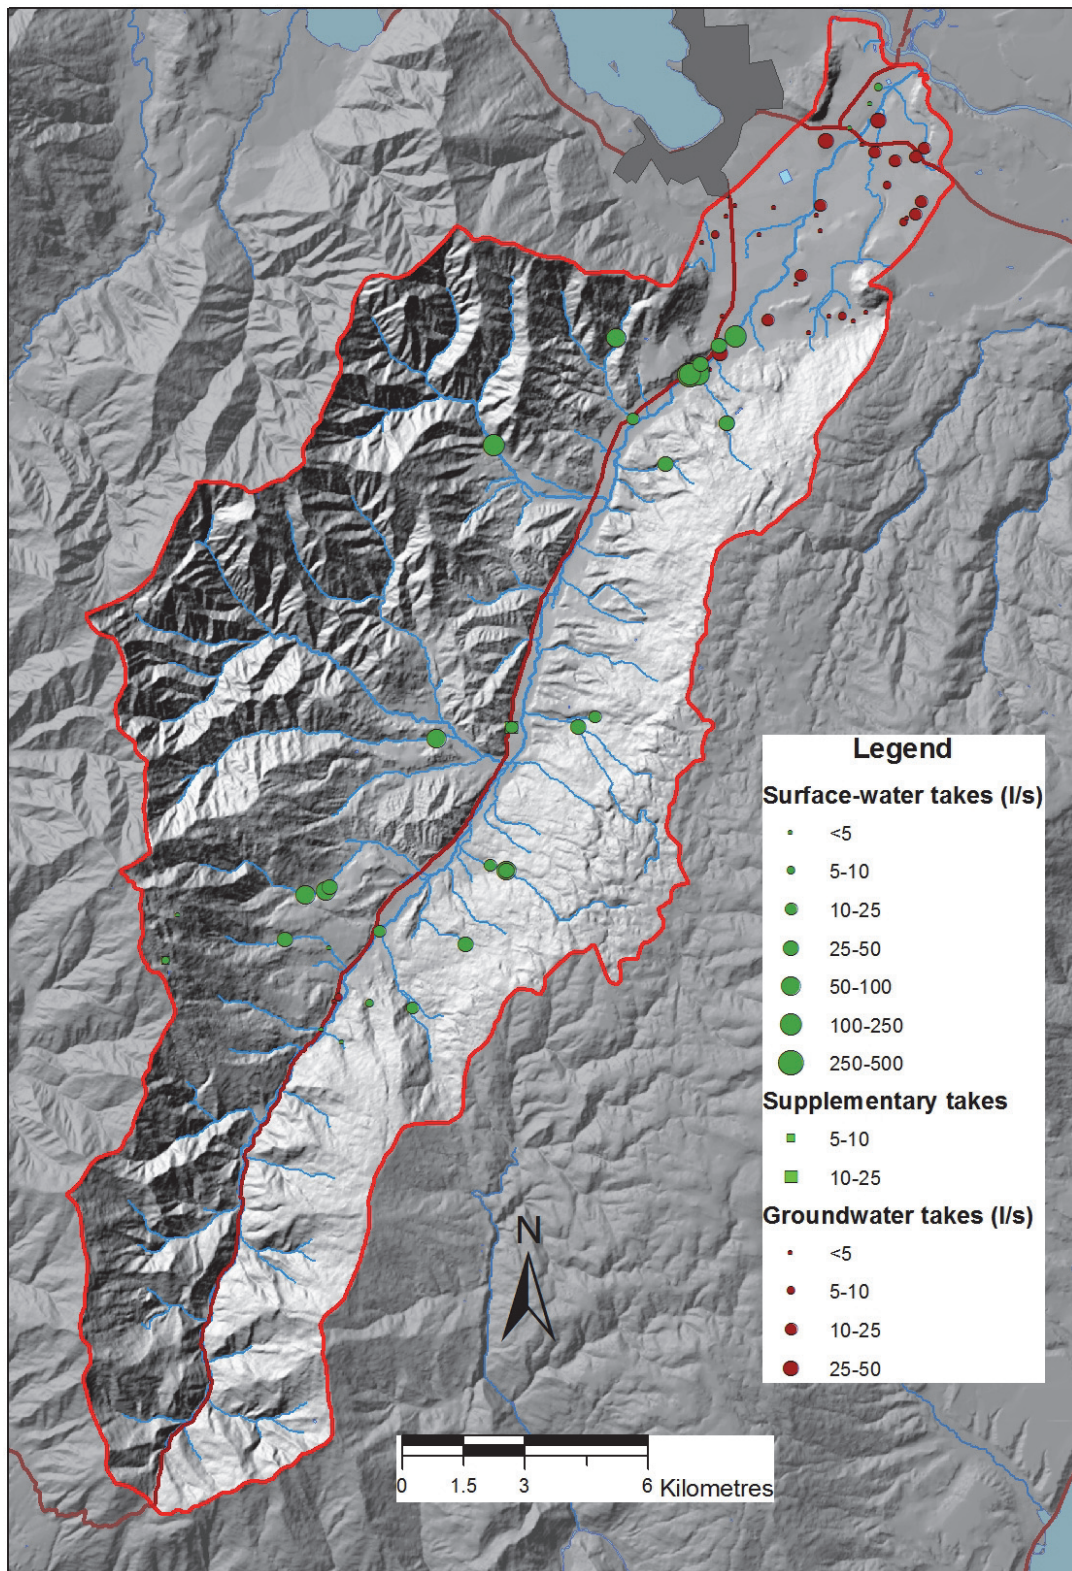 Legend
Surface-water takes (l/s)
<5
5-10
10-25
25-50
50-100
100-250
250-500
Supplementary takes
5-10
10-25
Groundwater takes (l/s)
<5
5-10
10-25
25-50
N
0 1.5 3 6 Kilometres